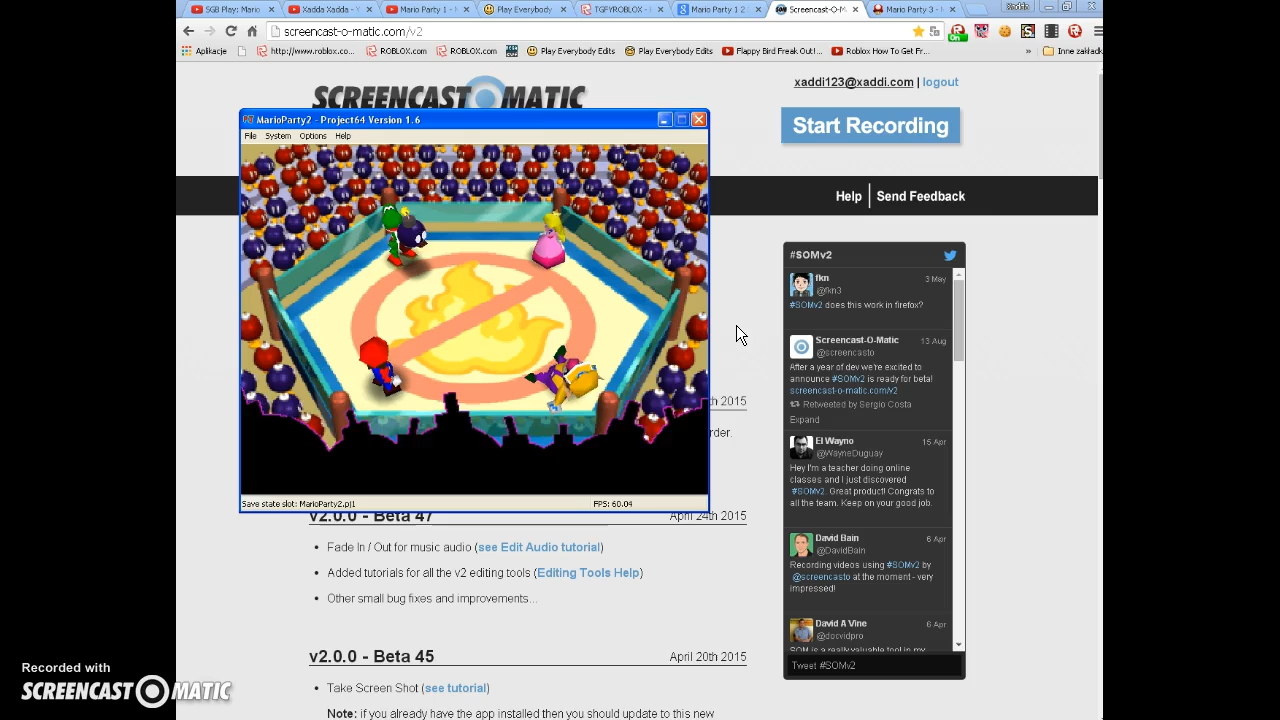 SGB Play: Mario
Xadda Xadda - Y
Mario Party 1 -
Play Everybody
TGFYROBLOX -
Mario Party 1 2
Screencast-O-M
Mario Party 3 -
Xadda
screencast-o-matic.com/v2
On
Aplikacje
http://www.roblox.co...
ROBLOX.com
ROBLOX.com
Play Everybody Edits
Play Everybody Edits
Flappy Bird Freak Out!...
Roblox How To Get Fr...
»
Inne zakład
xaddi123@xaddi.com | logout
SCREENCAST MATIC
Start Recording
MarioParty2 - Project64 Version 1.6
File System Options Help
Help | Send Feedback
#SOMv2
fkn
3 May
@fkn3
#SOMv2 does this work in firefox?
Screencast-O-Matic
13 Aug
@screencasto
After a year of dev we're excited to
announce #SOMv2 is ready for beta!
screencast-o-matic.com/v2
Retweeted by Sergio Costa
Expand
El Wayno
15 Apr
@WayneDuguay
Hey I'm a teacher doing online
classes and I just discovered
#SOMv2. Great product! Congrats to
all the team. Keep on your good job.
David Bain
6 Apr
@DavidBain
Recording videos using #SOMv2 by
@screencasto at the moment - very
impressed!
David A Vine
6 Apr
@docvidpro
SOM is a really valuable tool in my
Tweet #SOMv2
th 2015
rder.
Save state slot: MarioParty2.pj1
FPS: 60.04
v2.0.0 - Beta 47
April 24th 2015
• Fade In / Out for music audio (see Edit Audio tutorial)
• Added tutorials for all the v2 editing tools (Editing Tools Help)
• Other small bug fixes and improvements...
v2.0.0 - Beta 45
April 20th 2015
• Take Screen Shot (see tutorial)
Note: if you already have the app installed then you should update to this new
Recorded with
SCREENCAST MATIC